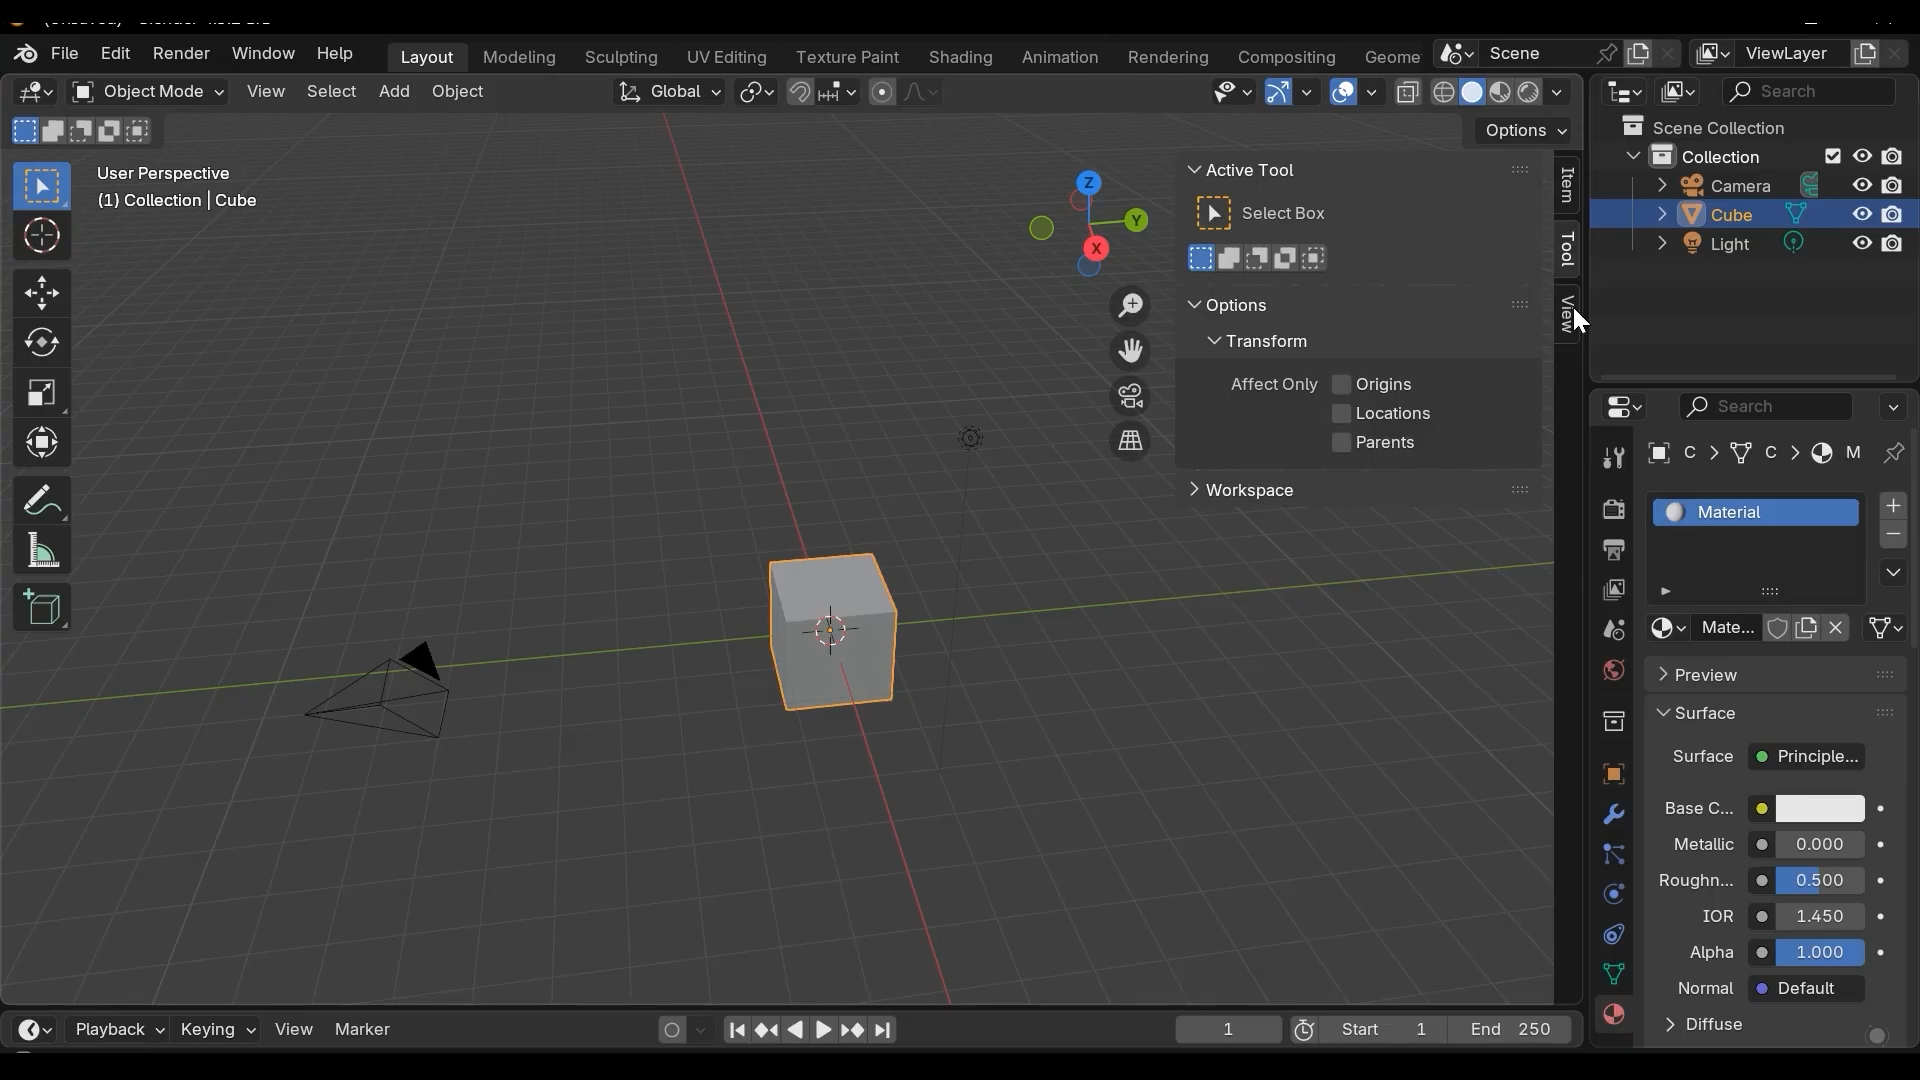 File Edit Render Window Help Layout Modeling Sculpting UV Editing Texture Paint Shading Animation Rendering Compositing Geome Scene ViewLayer
Object Mode View Select Add Object Global Search
Options
User Perspective
(1) Collection | Cube
Z
Y
X
Active Tool
Select Box
Options
Transform
Affect Only Origins
Locations
Parents
Workspace
Item
Tool
View
Scene Collection
Collection
Camera
Cube
Light
Search
C C M
Material
Mate...
Preview
Surface
Surface Principle...
Base C...
Metallic 0.000
Roughn... 0.500
IOR 1.450
Alpha 1.000
Normal Default
Diffuse
Playback Keying View Marker 1 Start 1 End 250